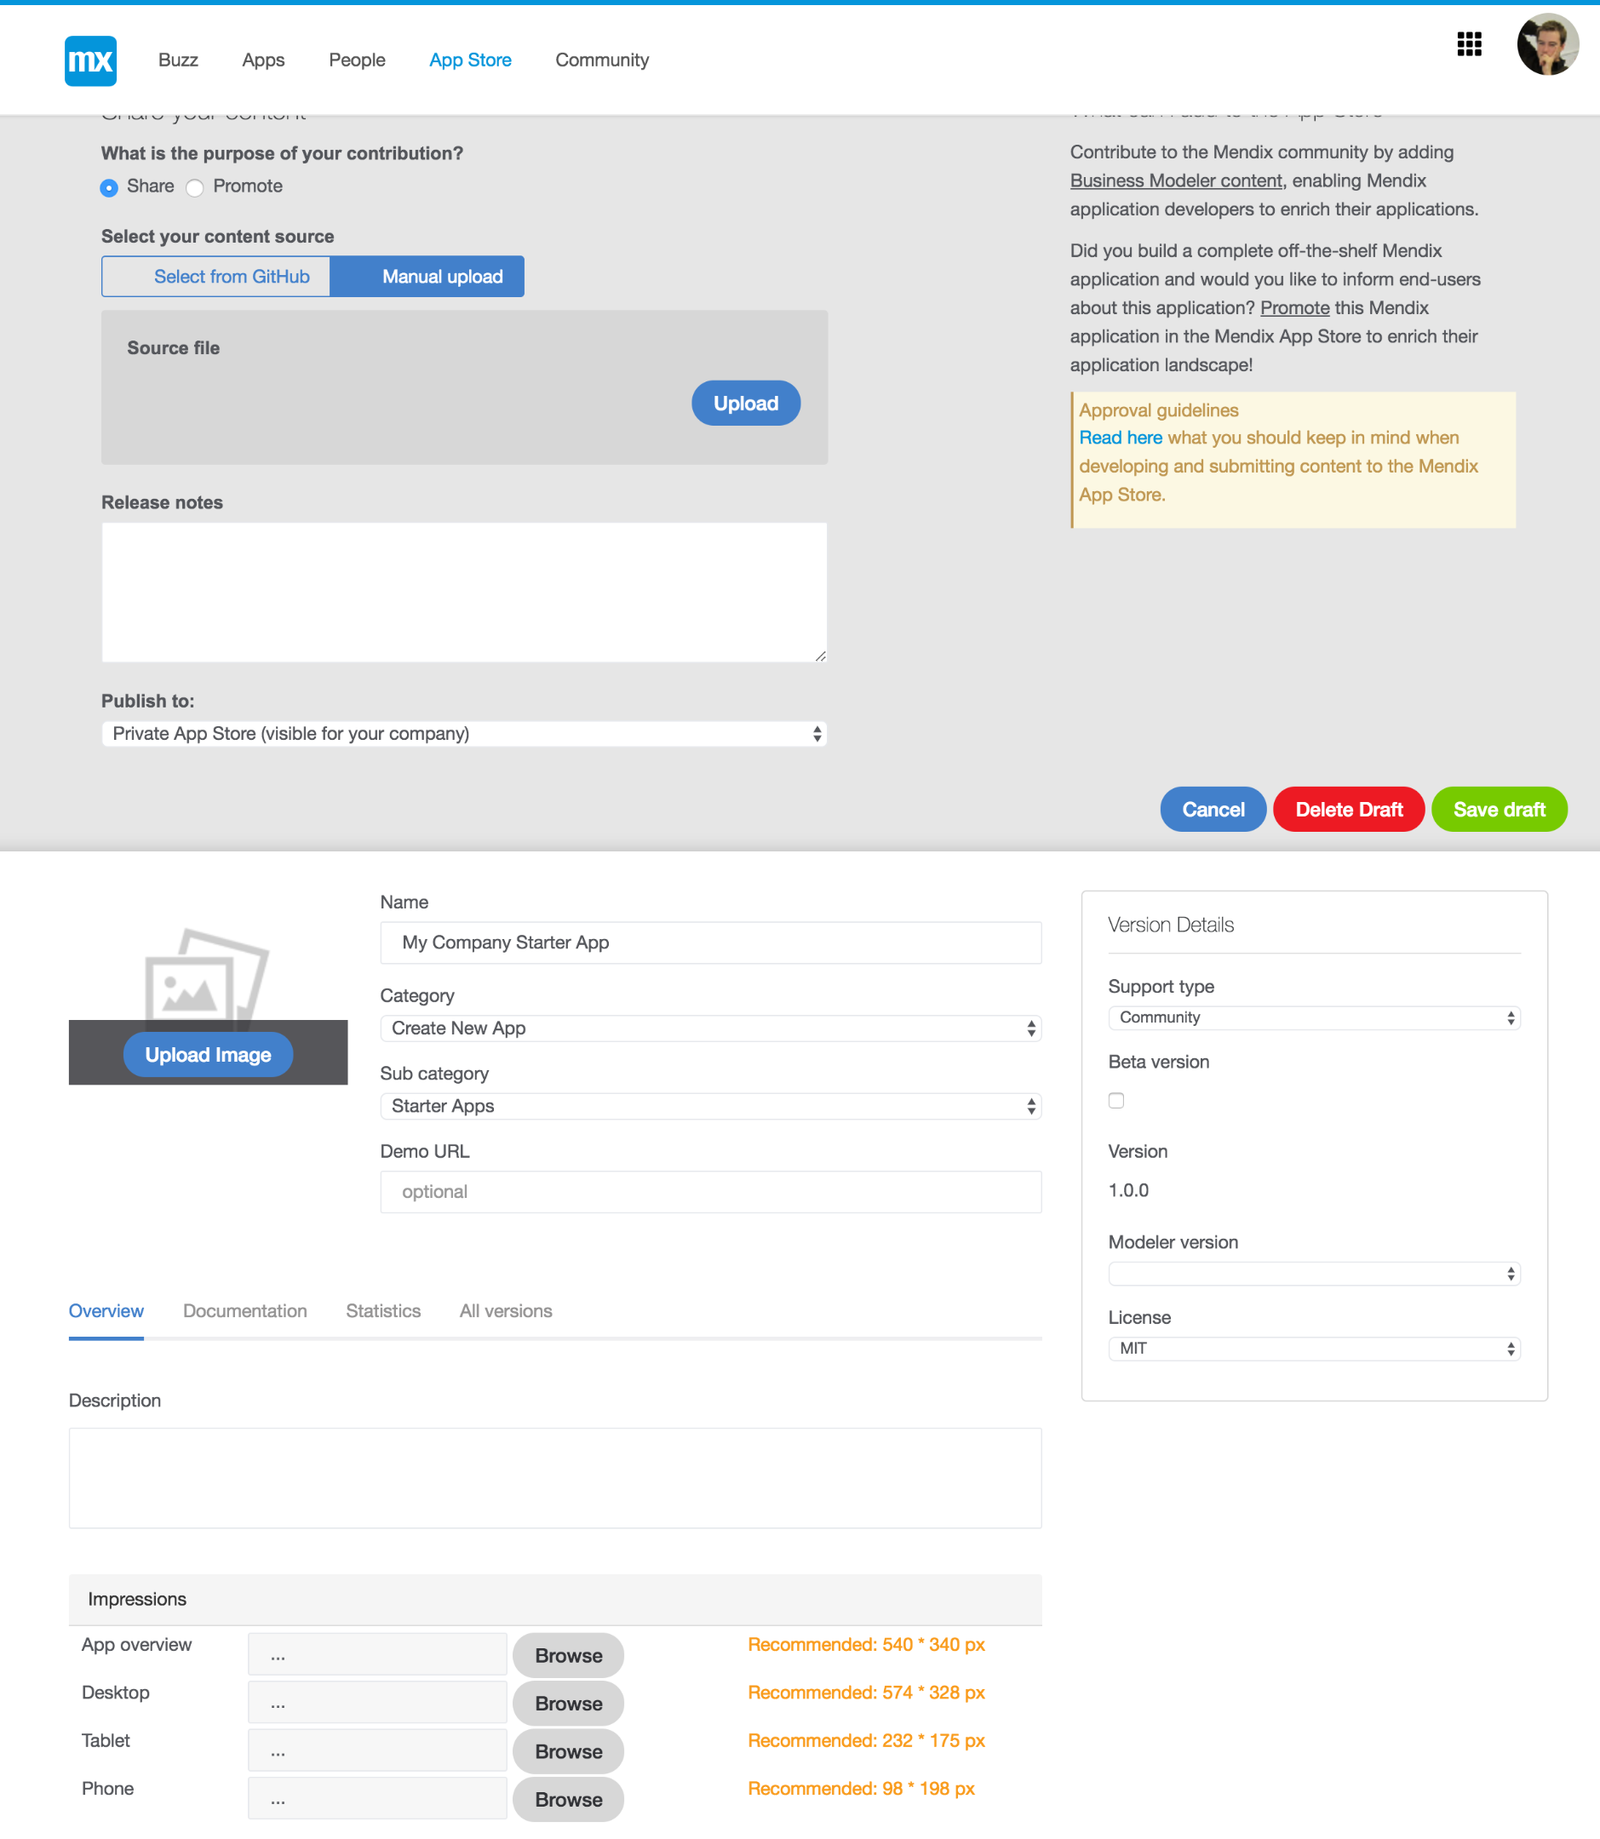 mx
Buzz
Apps
People
App Store
Community
Share your content
What is the purpose of your contribution?
Share
Promote
Select your content source
Select from GitHub
Manual upload
Source file
Upload
Release notes
Publish to:
Private App Store (visible for your company)
Contribute to the Mendix community by adding
Business Modeler content, enabling Mendix
application developers to enrich their applications.
Did you build a complete off-the-shelf Mendix
application and would you like to inform end-users
about this application? Promote this Mendix
application in the Mendix App Store to enrich their
application landscape!
Approval guidelines
Read here what you should keep in mind when
developing and submitting content to the Mendix
App Store.
Cancel
Delete Draft
Save draft
Upload Image
Name
My Company Starter App
Category
Create New App
Sub category
Starter Apps
Demo URL
optional
Version Details
Support type
Community
Beta version
Version
1.0.0
Modeler version
License
MIT
Overview
Documentation
Statistics
All versions
Description
Impressions
App overview
...
Browse
Recommended: 540 * 340 px
Desktop
...
Browse
Recommended: 574 * 328 px
Tablet
...
Browse
Recommended: 232 * 175 px
Phone
...
Browse
Recommended: 98 * 198 px